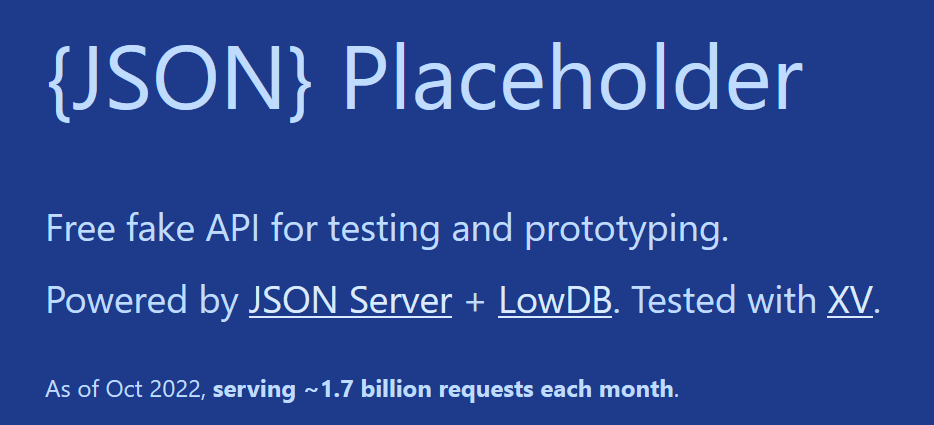 {JSON} Placeholder
Free fake API for testing and prototyping.
Powered by JSON Server + LowDB. Tested with XV.
As of Oct 2022, serving ~1.7 billion requests each month.